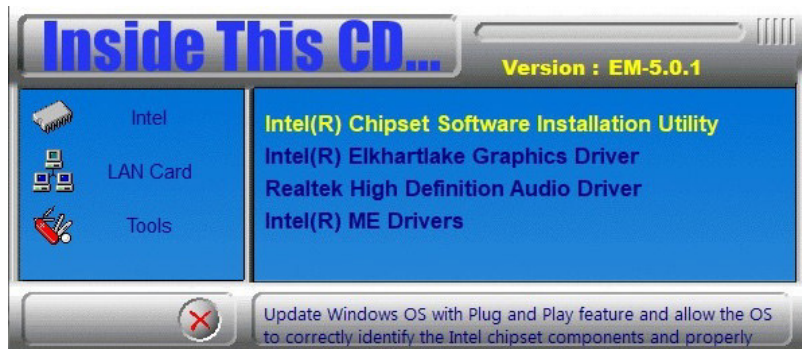 Inside This CD...
Version : EM-5.0.1
Intel
LAN Card
Tools
Intel(R) Chipset Software Installation Utility
Intel(R) Elkhartlake Graphics Driver
Realtek High Definition Audio Driver
Intel(R) ME Drivers
Update Windows OS with Plug and Play feature and allow the OS
to correctly identify the Intel chipset components and properly